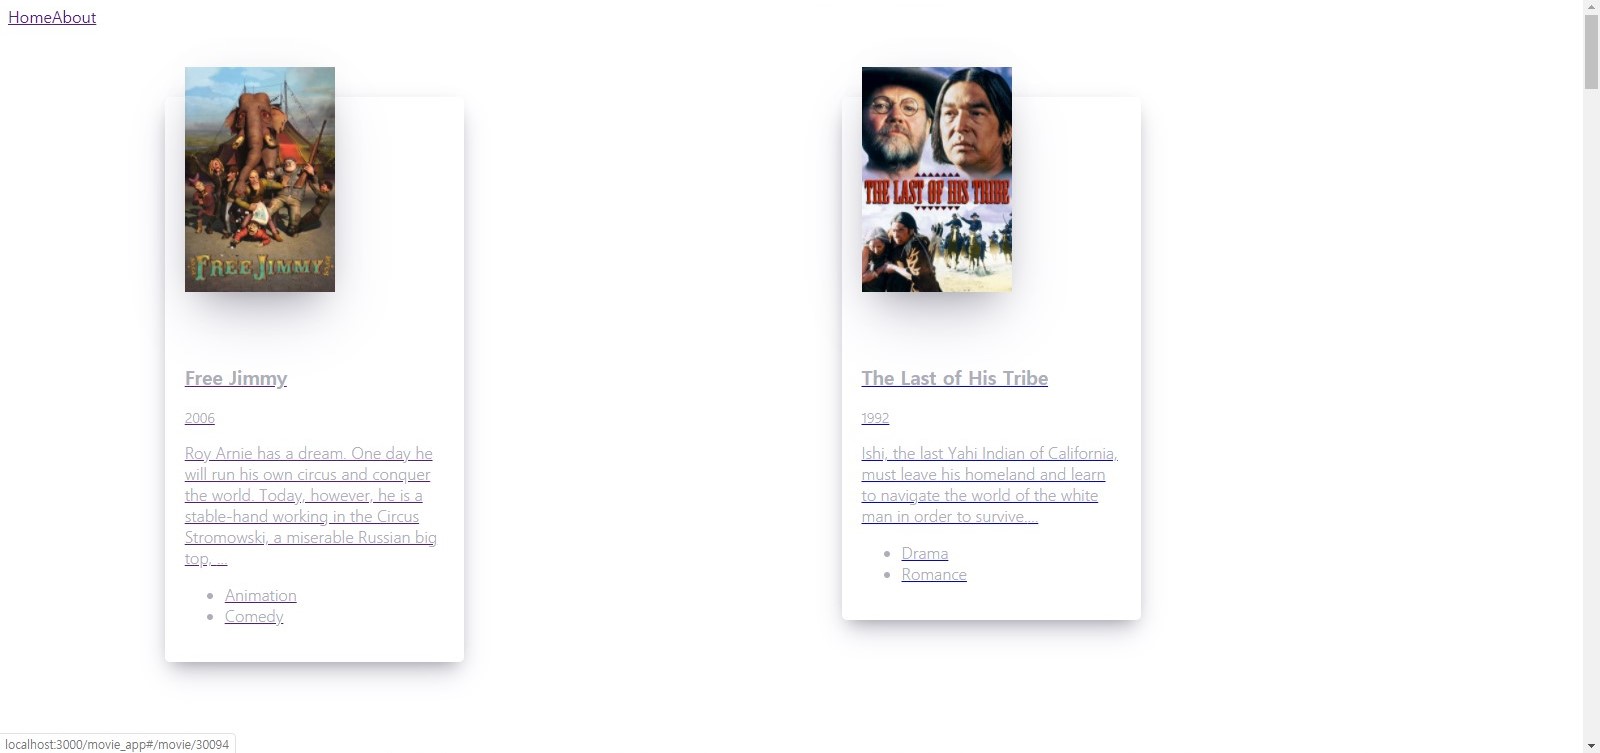 HomeAbout
FREE JIMMY
Free Jimmy
2006
Roy Arnie has a dream. One day he
will run his own circus and conquer
the world. Today, however, he is a
stable-hand working in the Circus
Stromowski, a miserable Russian big
top, ...
Animation
Comedy
THE LAST OF HIS TRIBE
The Last of His Tribe
1992
Ishi, the last Yahi Indian of California,
must leave his homeland and learn
to navigate the world of the white
man in order to survive....
Drama
Romance
localhost:3000/movie_app#/movie/30094